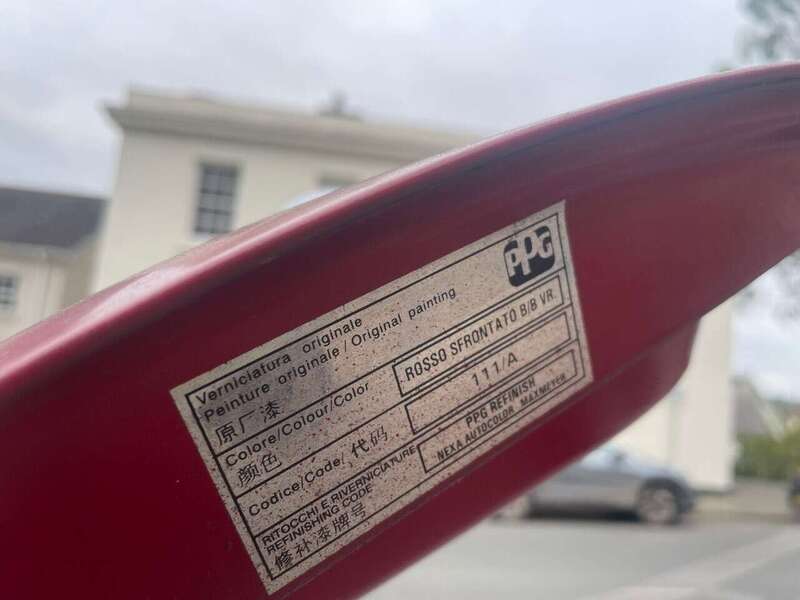 PPG
Verniciatura originale
Peinture originale / Original painting
原厂漆
Colore/Colour/Color
颜色
ROSSO SFRONTATO B/B VR.
Codice/Code/代码
111/A
RITOCCHI E RIVERNICIATURE
REFINISHING CODE
修补漆牌号
PPG REFINISH
NEXA AUTOCOLOR MAXMEYER